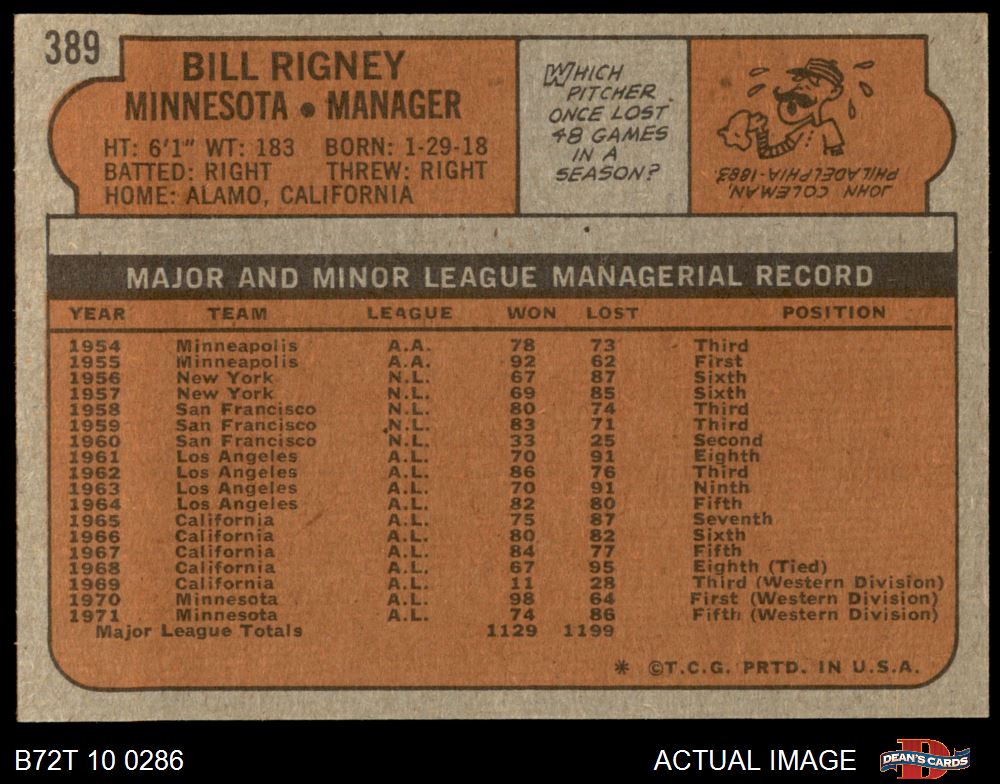 389
BILL RIGNEY
MINNESOTA • MANAGER
HT: 6'1" WT: 183 BORN: 1-29-18
BATTED: RIGHT THREW: RIGHT
HOME: ALAMO, CALIFORNIA
WHICH
PITCHER
ONCE LOST
48 GAMES
IN A
SEASON?
JOHN COLEMAN,
PHILADELPHIA-1883.
MAJOR AND MINOR LEAGUE MANAGERIAL RECORD
YEAR TEAM LEAGUE WON LOST POSITION
1954 Minneapolis A.A. 78 73 Third
1955 Minneapolis A.A. 92 62 First
1956 New York N.L. 67 87 Sixth
1957 New York N.L. 69 85 Sixth
1958 San Francisco N.L. 80 74 Third
1959 San Francisco N.L. 83 71 Third
1960 San Francisco N.L. 33 25 Second
1961 Los Angeles A.L. 70 91 Eighth
1962 Los Angeles A.L. 86 76 Third
1963 Los Angeles A.L. 70 91 Ninth
1964 Los Angeles A.L. 82 80 Fifth
1965 California A.L. 75 87 Seventh
1966 California A.L. 80 82 Sixth
1967 California A.L. 84 77 Fifth
1968 California A.L. 67 95 Eighth (Tied)
1969 California A.L. 11 28 Third (Western Division)
1970 Minnesota A.L. 98 64 First (Western Division)
1971 Minnesota A.L. 74 86 Fifth (Western Division)
Major League Totals 1129 1199
* ©T.C.G. PRTD. IN U.S.A.
B72T 10 0286 ACTUAL IMAGE D DEAN'S CARDS